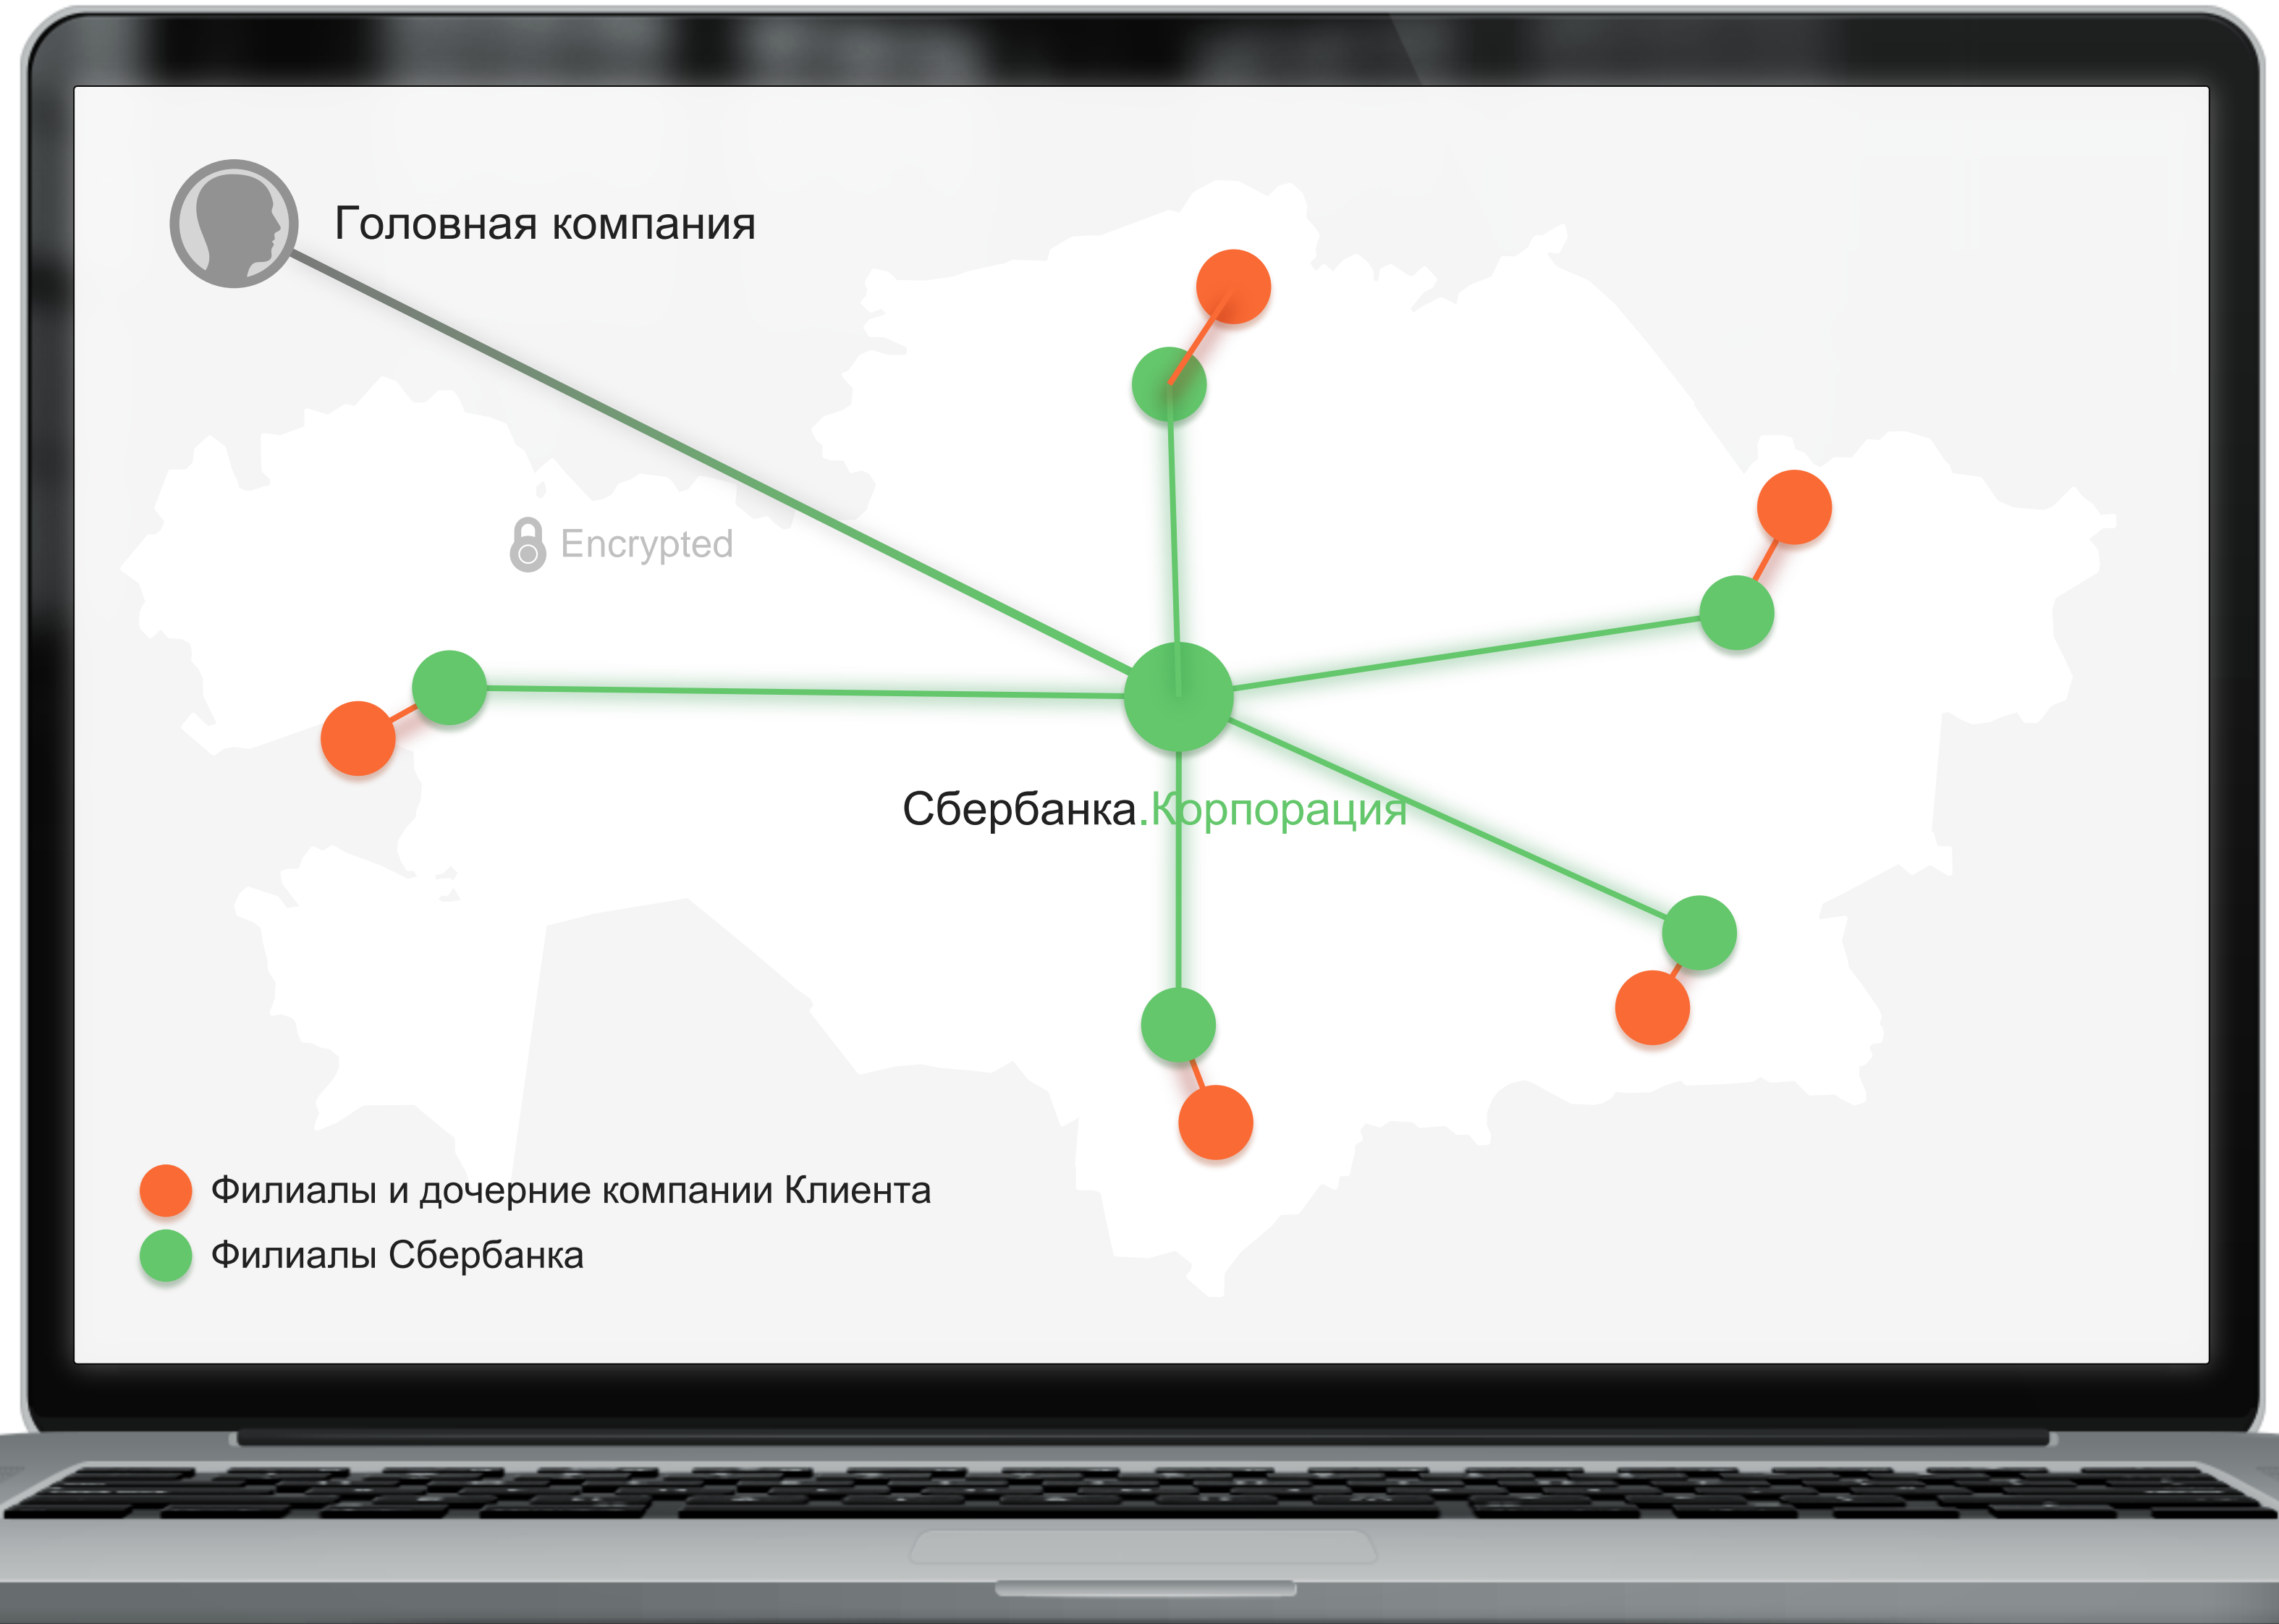 Головная компания
Encrypted
Сбербанка.Корпорация
Филиалы и дочерние компании Клиента
Филиалы Сбербанка